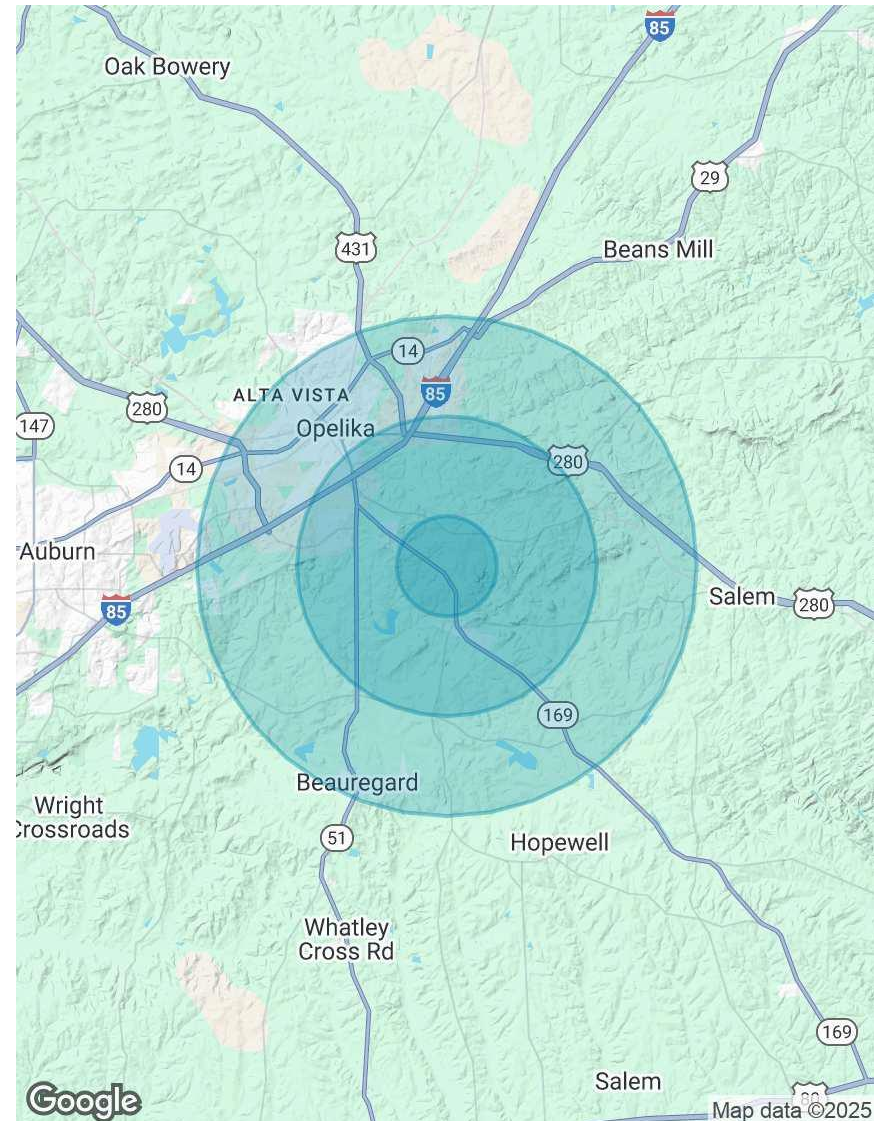 85
Oak Bowery
29
431
Beans Mill
14
85
ALTA VISTA
280
147
Opelika
280
14
Auburn
85
Salem
280
169
Beauregard
Wright
Crossroads
51
Hopewell
Whatley
Cross Rd
169
Salem
80
Google
Map data ©2025